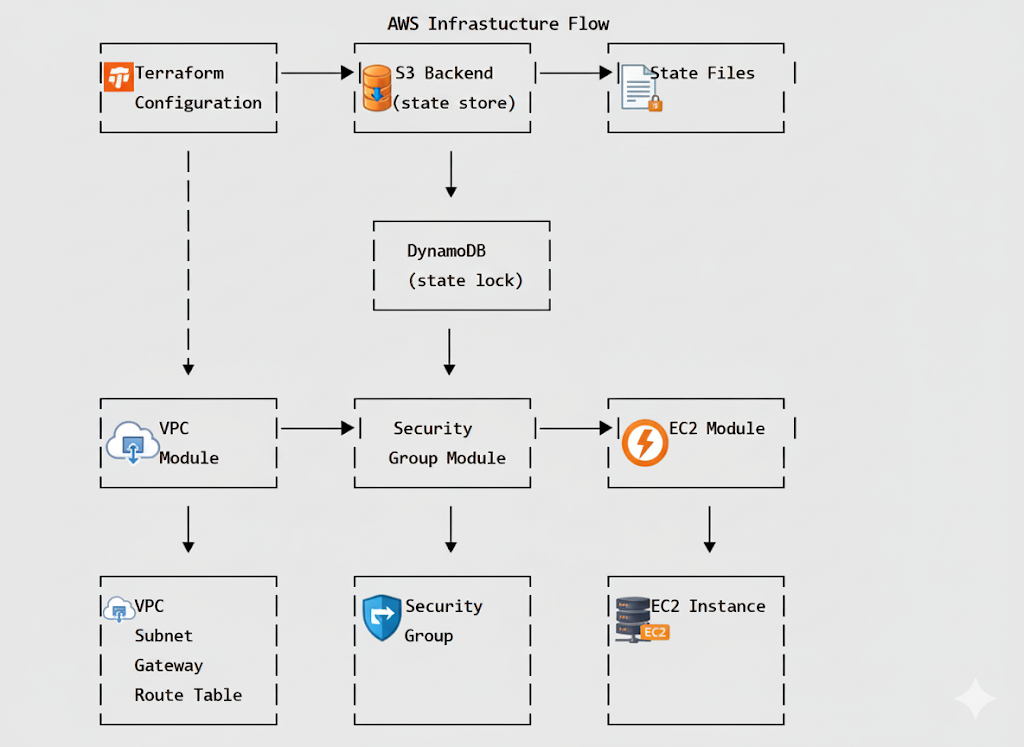 AWS Infrastucture Flow
Terraform
Configuration
S3 Backend
(state store)
State Files
DynamoDB
(state lock)
VPC
Module
Security
Group Module
EC2 Module
VPC
Subnet
Gateway
Route Table
Security
Group
EC2 Instance
EC2